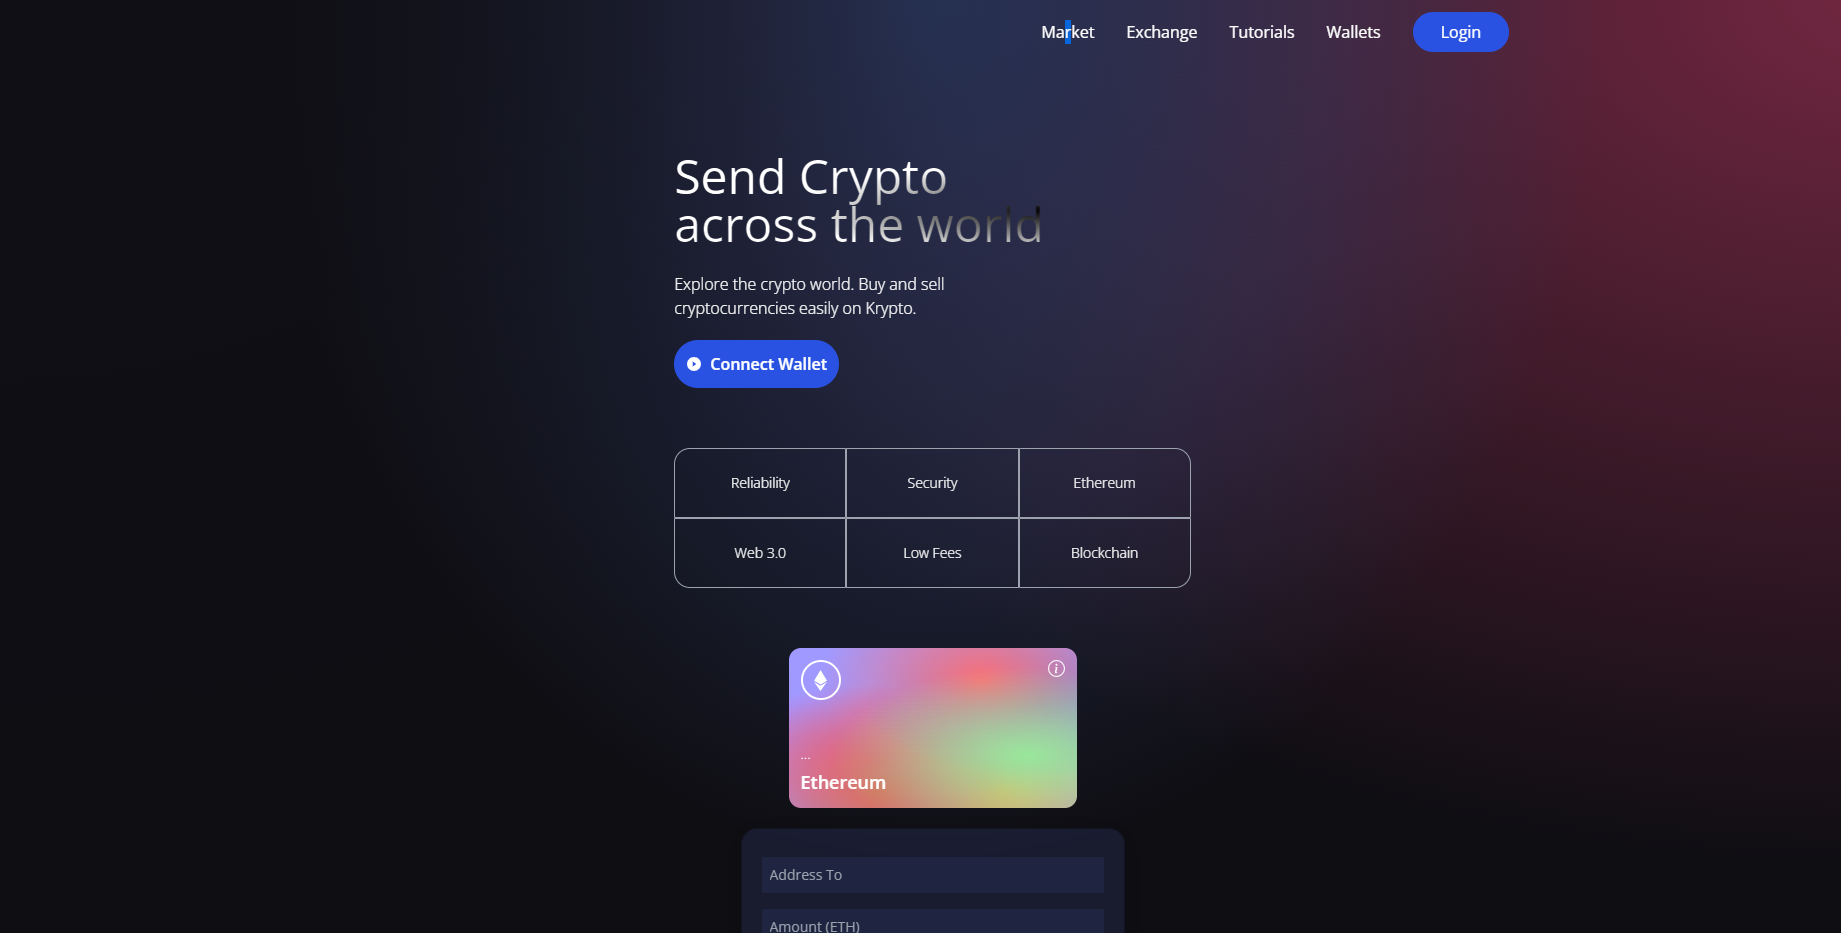 Market Exchange Tutorials Wallets Login
Send Crypto
across the world
Explore the crypto world. Buy and sell
cryptocurrencies easily on Krypto.
Connect Wallet
Reliability Security Ethereum
Web 3.0 Low Fees Blockchain
...
Ethereum
Address To
Amount (ETH)